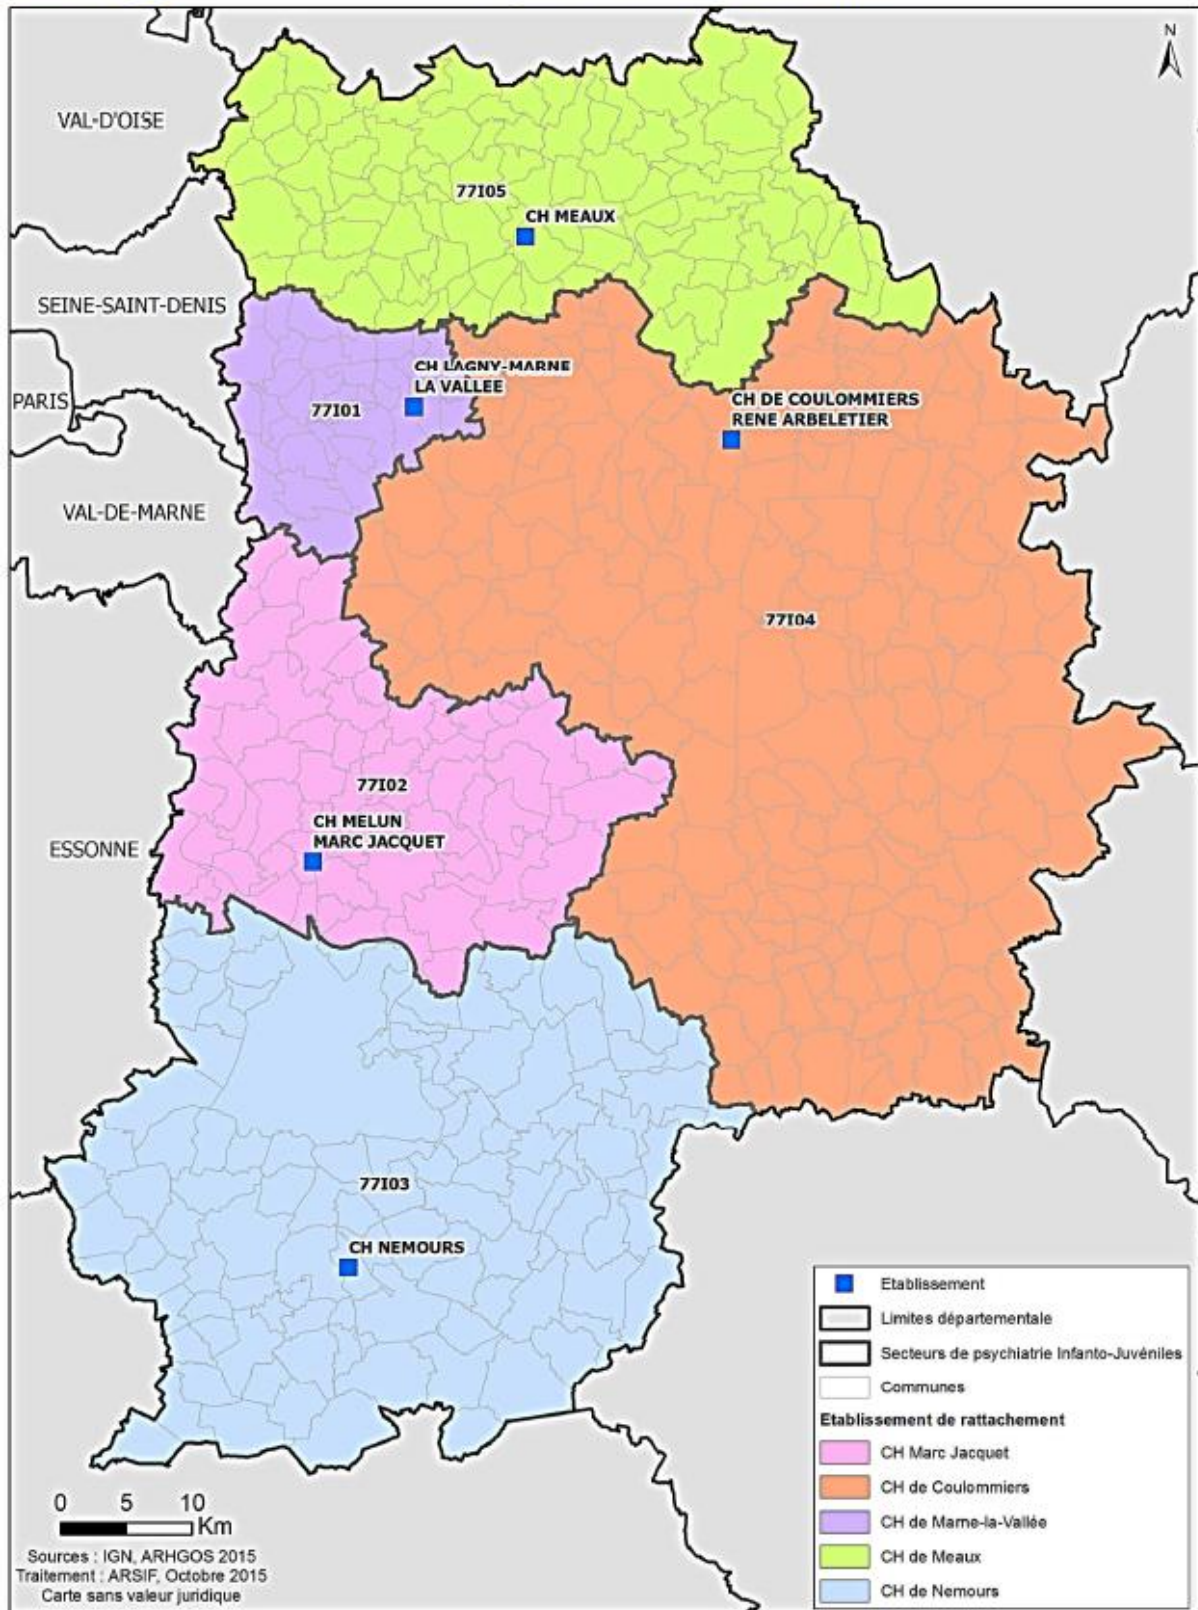 N
VAL-D'OISE
77I05
CH MEAUX
SEINE-SAINT-DENIS
CH LAGNY-MARNE
LA VALLEE
PARIS
77I01
CH DE COULOMMIERS
RENE ARBELETIER
VAL-DE-MARNE
77I04
77I02
CH MELUN
MARC JACQUET
ESSONNE
77I03
CH NEMOURS
Etablissement
Limites départementale
Secteurs de psychiatrie Infanto-Juvéniles
Communes
Etablissement de rattachement
CH Marc Jacquet
CH de Coulommiers
CH de Marne-la-Vallée
CH de Meaux
CH de Nemours
0 5 10
Km
Sources : IGN, ARHGOS 2015
Traitement : ARSIF, Octobre 2015
Carte sans valeur juridique